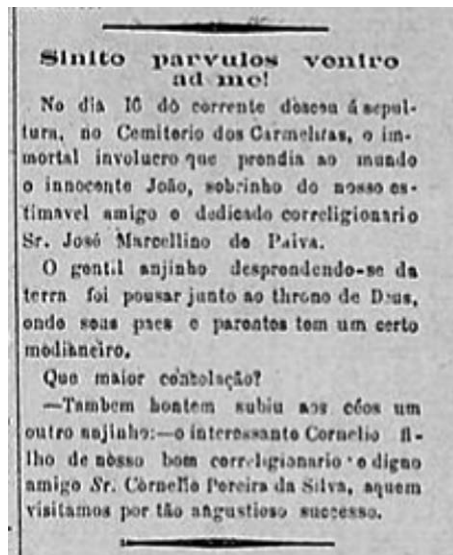 Sinito parvulos venire
ad me!
No dia 16 do corrente desceu á sepul-
tura, no Cemiterio dos Carmelitas, o im-
mortal involucro que prendia ao mundo
o innocente João, sobrinho do nosso es-
timavel amigo e dedicado correligionario
Sr. José Marcellino de Paiva.
O gentil anjinho desprendendo-se da
terra foi pousar junto ao throno de Deus,
onde seus paes e parentes tem um certo
medianeiro.
Que maior consolação?
—Tambem hontem subiu aos céos um
outro anjinho:—o interessante Cornelio fi-
lho de nosso bom correligionario e digno
amigo Sr. Cornelio Pereira da Silva, aquem
visitamos por tão angustioso successo.